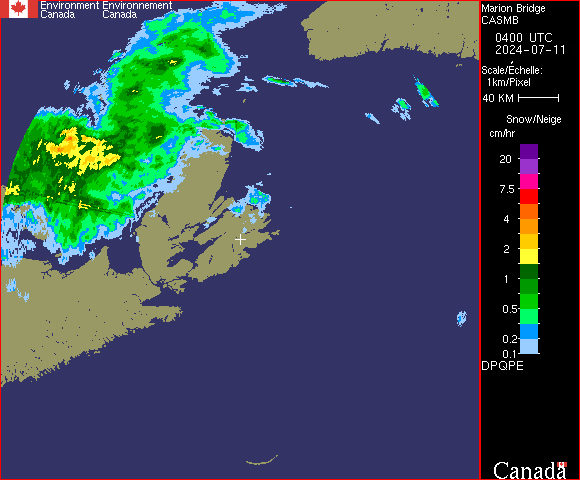 Environment Environnement
Canada Canada
Marion Bridge
CASMB
0400 UTC
2024-07-11
Scale/Échelle:
1km/Pixel
40 KM
Snow/Neige
cm/hr
20
7.5
4
2
1
0.5
0.2
0.1
DPQPE
Canada